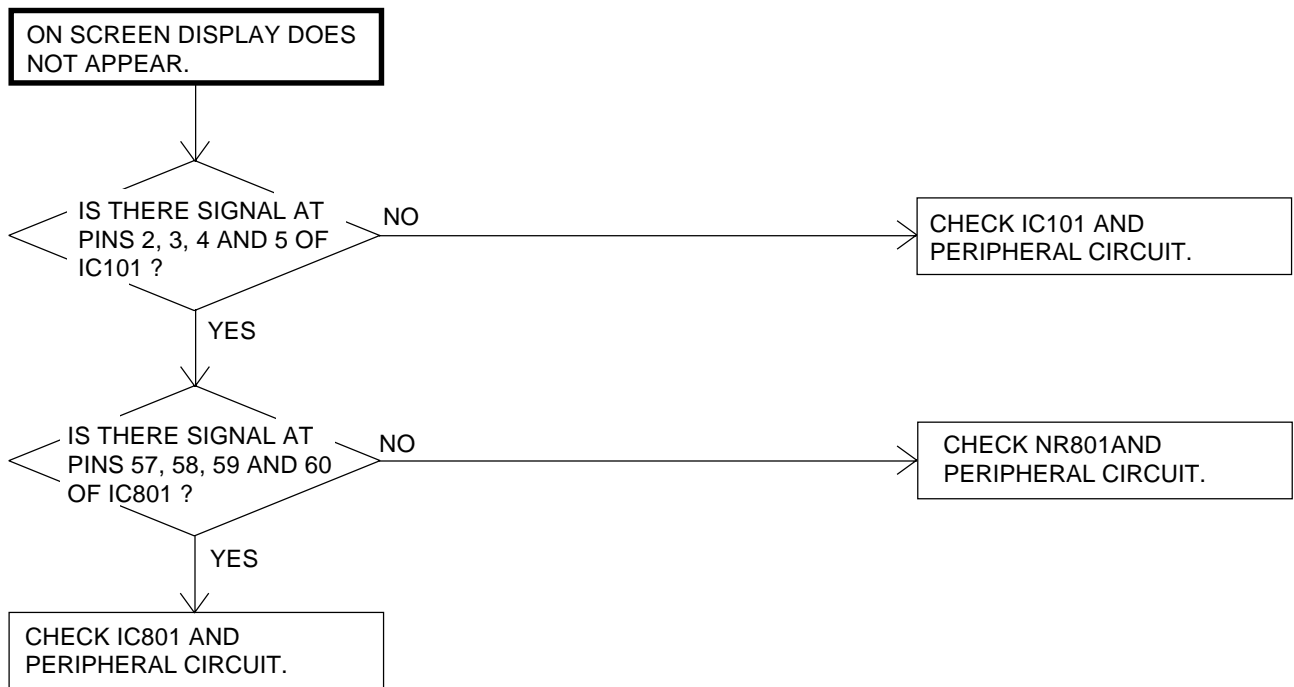 ON SCREEN DISPLAY DOES
NOT APPEAR.
IS THERE SIGNAL AT
PINS 2, 3, 4 AND 5 OF
IC101 ?
NO
CHECK IC101 AND
PERIPHERAL CIRCUIT.
YES
IS THERE SIGNAL AT
PINS 57, 58, 59 AND 60
OF IC801 ?
NO
CHECK NR801AND
PERIPHERAL CIRCUIT.
YES
CHECK IC801 AND
PERIPHERAL CIRCUIT.